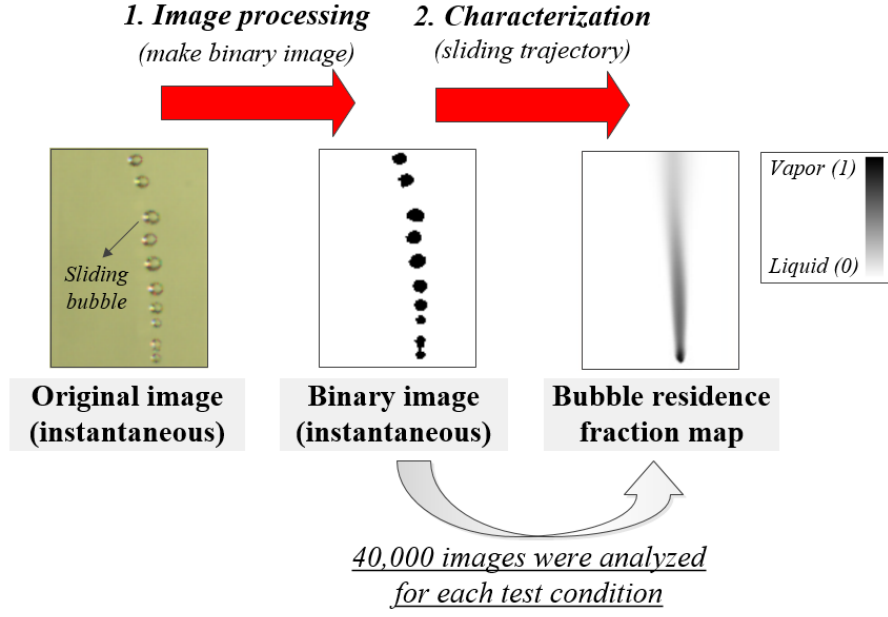 1. Image processing
(make binary image)
2. Characterization
(sliding trajectory)
Sliding
bubble
Vapor (1)
Liquid (0)
Original image
(instantaneous)
Binary image
(instantaneous)
Bubble residence
fraction map
40,000 images were analyzed
for each test condition